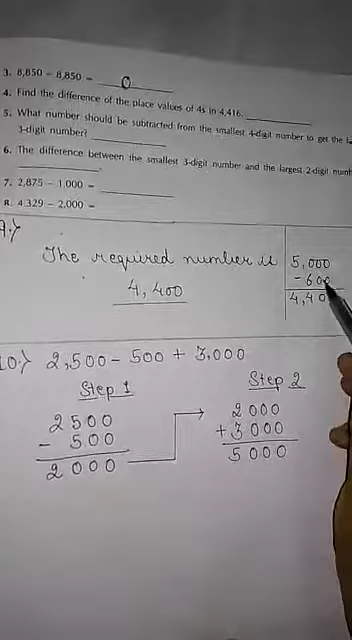 3. 8,850 – 8,850 = 0
4. Find the difference of the place values of 4s in 4,416.
5. What number should be subtracted from the smallest 4-digit number to get the
3-digit number?
6. The difference between the smallest 3-digit number and the largest 2-digit
7. 2,875 – 1,000 =
8. 4,329 – 2,000 =
9.›
The required number is
4,400
5,000
- 600
4,40
10.› 2,500 - 500 + 3,000
Step 1
2500
- 500
2000
Step 2
2000
+ 3000
5000